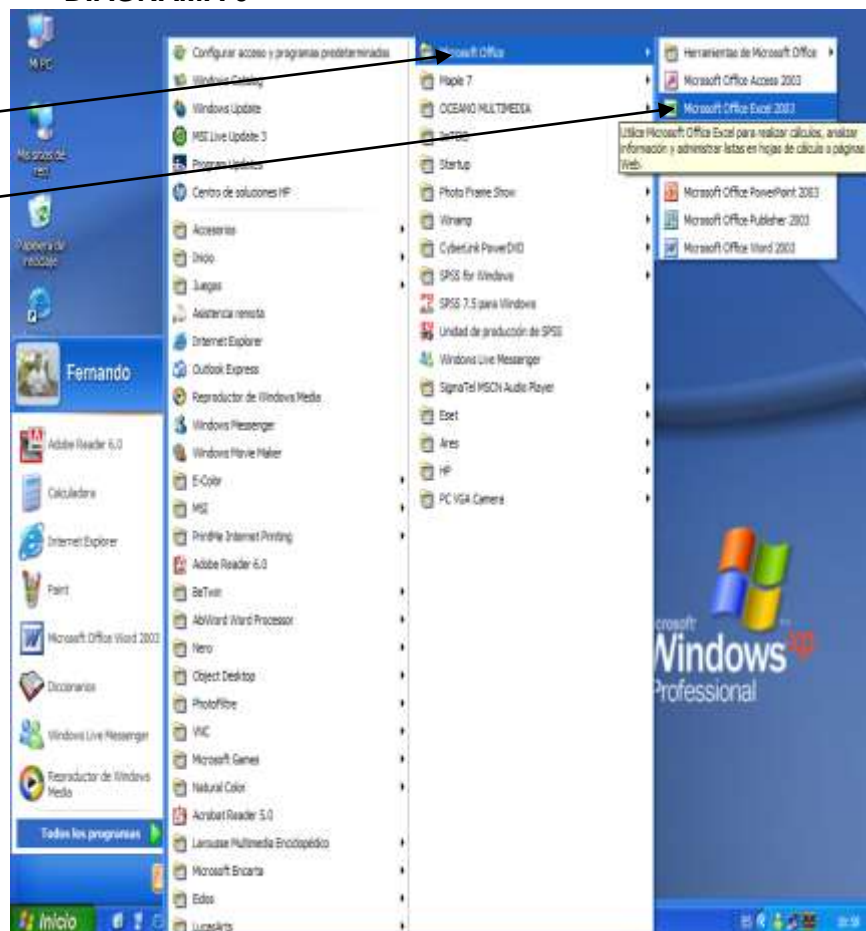 Mi PC
Mis sitios de
red
Papelera de
reciclaje
Fernando
Adobe Reader 6.0
Calculadora
Internet Explorer
Paint
Microsoft Office Word 2003
Diccionarios
Windows Live Messenger
Reproductor de Windows
Media
Todos los programas
Inicio
Configurar acceso y programas predeterminados
Windows Catalog
Windows Update
MSI Live Update 3
Program Updates
Centro de soluciones HP
Accesorios
Inicio
Juegos
Asistencia remota
Internet Explorer
Outlook Express
Reproductor de Windows Media
Windows Messenger
Windows Movie Maker
E-Color
MSI
PrintMe Internet Printing
Adobe Reader 6.0
BeTwin
AbiWord Word Processor
Nero
Object Desktop
PhotoFiltre
VNC
Microsoft Games
Natural Color
Acrobat Reader 5.0
Larousse Multimedia Enciclopédico
Microsoft Encarta
Eidos
LucasArts
Microsoft Office
Maple 7
OCEANO MULTIMEDIA
Startup
Photo Frame Show
Winamp
CyberLink PowerDVD
SPSS for Windows
SPSS 7.5 para Windows
Unidad de producción de SPSS
Windows Live Messenger
SigmaTel MSCN Audio Player
Eset
Ares
HP
PC VGA Camera
Herramientas de Microsoft Office
Microsoft Office Access 2003
Microsoft Office Excel 2003
Utilice Microsoft Office Excel para realizar cálculos, analizar
información y administrar listas en hojas de cálculo o páginas
Web.
Microsoft Office PowerPoint 2003
Microsoft Office Publisher 2003
Microsoft Office Word 2003
Microsoft
Windows xp
Professional
ES